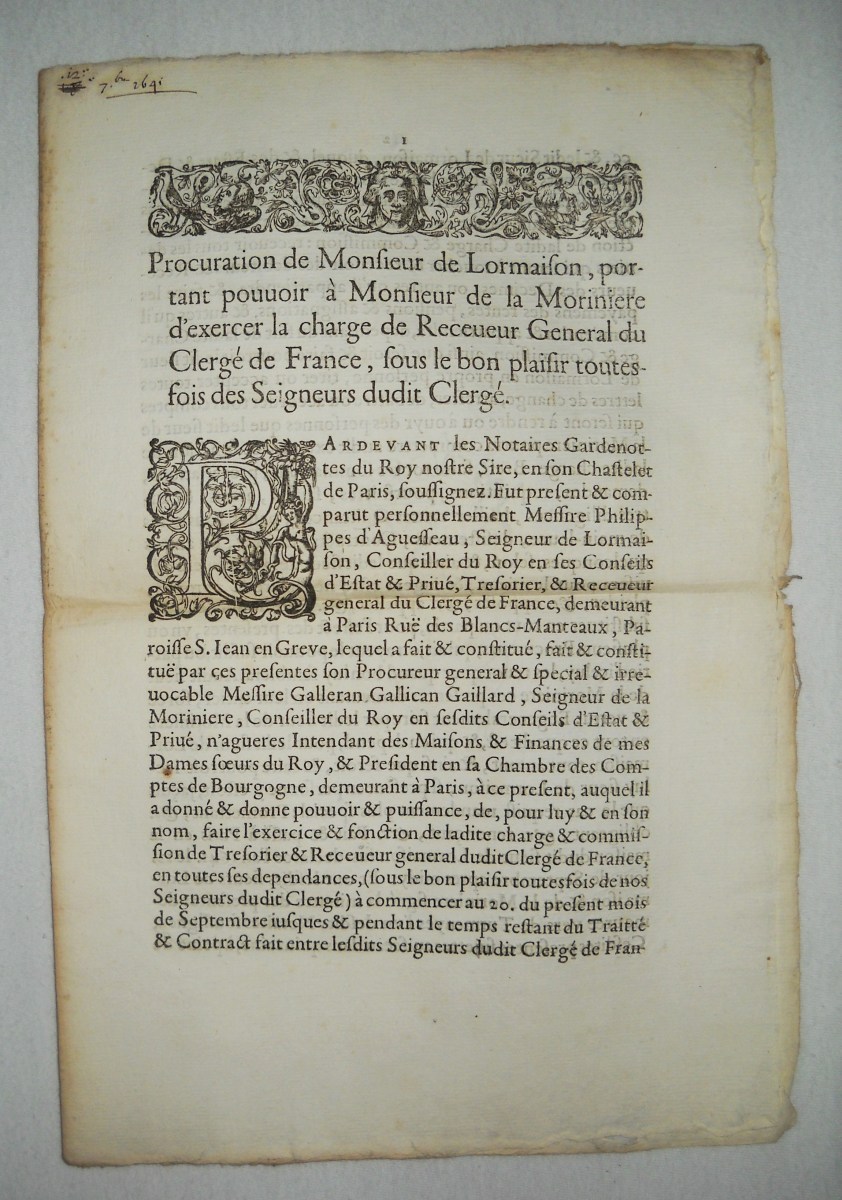 12.
7.bre 1641
1
Procuration de Monſieur de Lormaiſon, por-
tant pouuoir à Monſieur de la Moriniere
d'exercer la charge de Receueur General du
Clergé de France, ſous le bon plaiſir toutes-
fois des Seigneurs dudit Clergé.
PARDEVANT les Notaires Gardenot-
tes du Roy noſtre Sire, en ſon Chaſtelet
de Paris, ſouſſignez. Fut preſent & com-
parut perſonnellement Meſſire Philip-
pes d'Agueſſeau, Seigneur de Lormai-
ſon, Conſeiller du Roy en ſes Conſeils
d'Eſtat & Priué, Treſorier, & Receueur
general du Clergé de France, demeurant
à Paris Ruë des Blancs-Manteaux, Pa-
roiſſe S. Iean en Greve, lequel a fait & conſtitué, fait & conſti-
tuë par ces preſentes ſon Procureur general & ſpecial & irre-
uocable Meſſire Galleran Gallican Gaillard, Seigneur de la
Moriniere, Conſeiller du Roy en ſeſdits Conſeils d'Eſtat &
Priué, n'agueres Intendant des Maiſons & Finances de mes
Dames ſœurs du Roy, & Preſident en ſa Chambre des Com-
ptes de Bourgogne, demeurant à Paris, à ce preſent, auquel il
a donné & donne pouuoir & puiſſance, de, pour luy & en ſon
nom, faire l'exercice & fonction de ladite charge & commiſ-
ſion de Treſorier & Receueur general dudit Clergé de France,
en toutes ſes dependances, (ſous le bon plaiſir toutesfois de nos
Seigneurs dudit Clergé) à commencer au 20. du preſent mois
de Septembre iuſques & pendant le temps reſtant du Traitté
& Contract fait entre leſdits Seigneurs dudit Clergé de Fran-